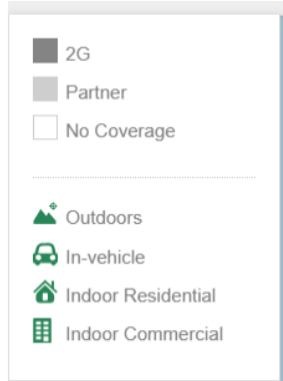 2G
Partner
No Coverage
Outdoors
In-vehicle
Indoor Residential
Indoor Commercial